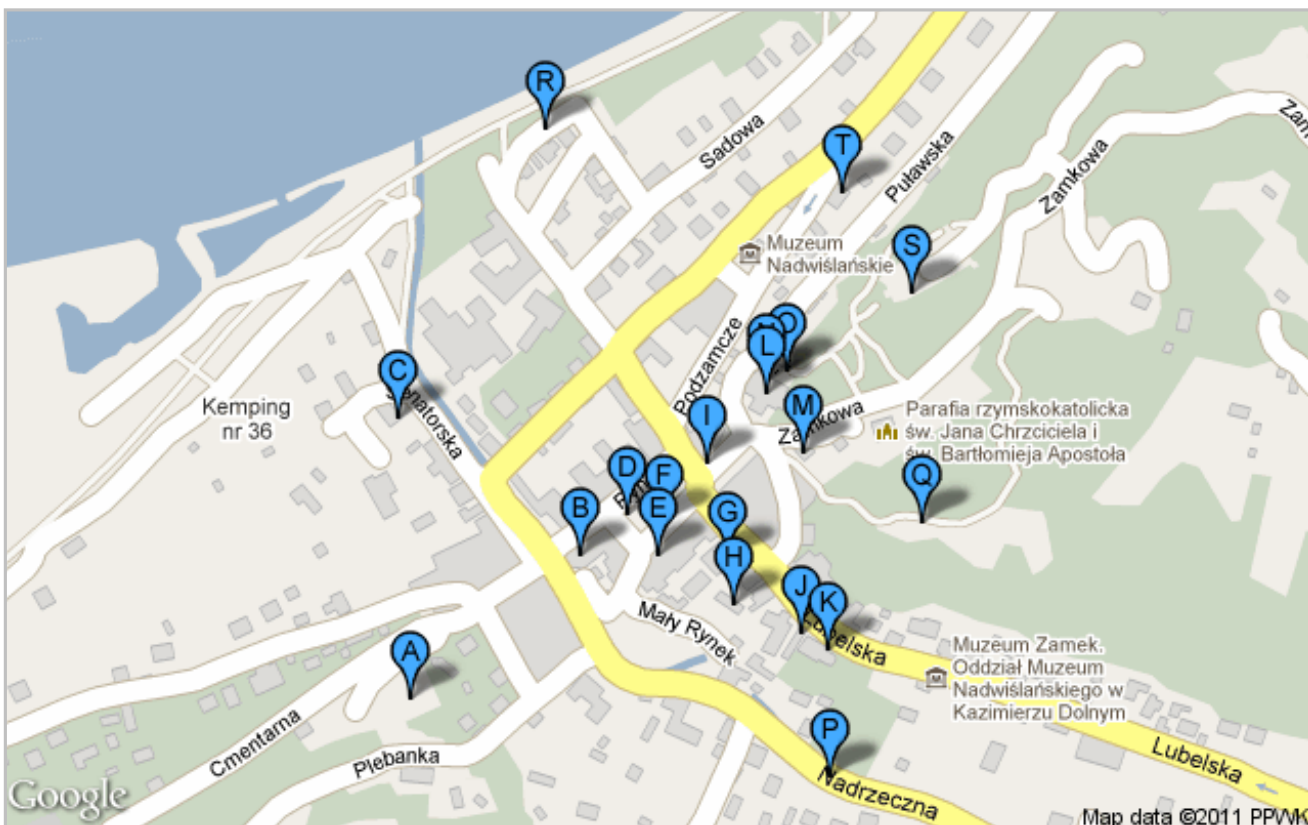 R
Sadowa
T
Puławska
Zamkowa
S
Muzeum
Nadwiślańskie
O
L
Podzamcze
C
Kemping
nr 36
M
I
Zamkowa
Parafia rzymskokatolicka
św. Jana Chrzciciela i
św. Bartłomieja Apostoła
D
F
Q
B
E
G
H
J
K
Mały Rynek
Lubelska
A
Muzeum Zamek.
Oddział Muzeum
Nadwiślańskiego w
Kazimierzu Dolnym
P
Cmentarna
Plebanka
Lubelska
Nadrzeczna
Google
Map data ©2011 PPWK